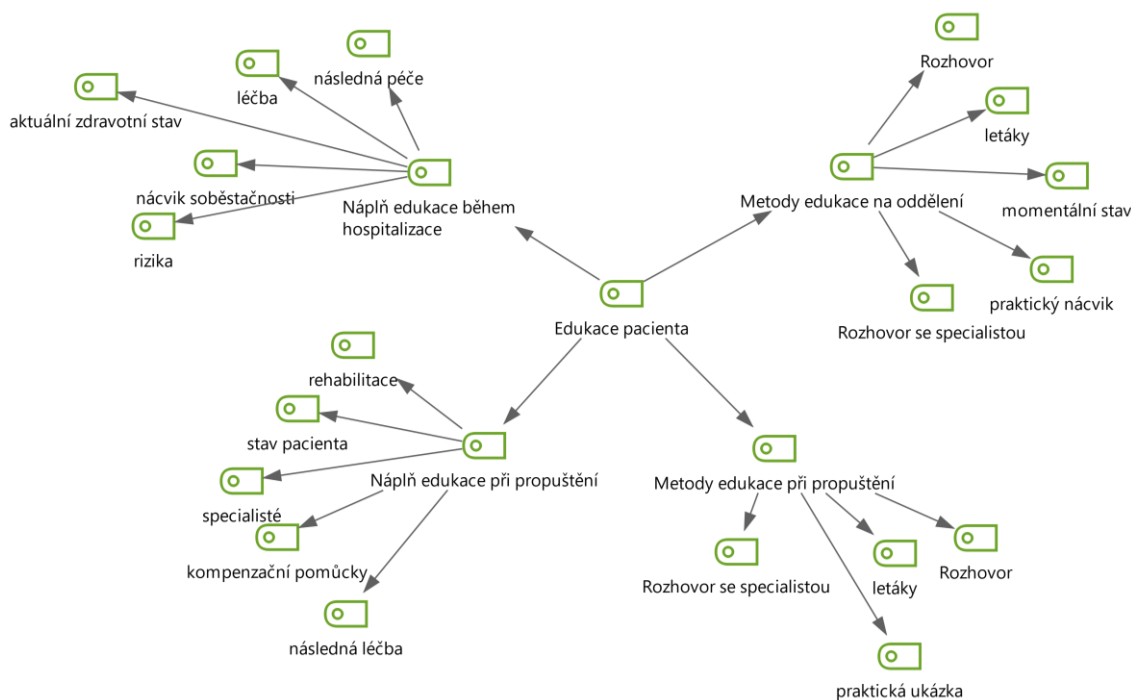 Rozhovor
následná péče
léčba
aktuální zdravotní stav
letáky
nácvik soběstačnosti
Náplň edukace během
hospitalizace
Metody edukace na oddělení
momentální stav
rizika
praktický nácvik
Edukace pacienta
Rozhovor se specialistou
rehabilitace
stav pacienta
Náplň edukace při propuštění
Metody edukace při propuštění
specialisté
kompenzační pomůcky
Rozhovor se specialistou
letáky
Rozhovor
následná léčba
praktická ukázka